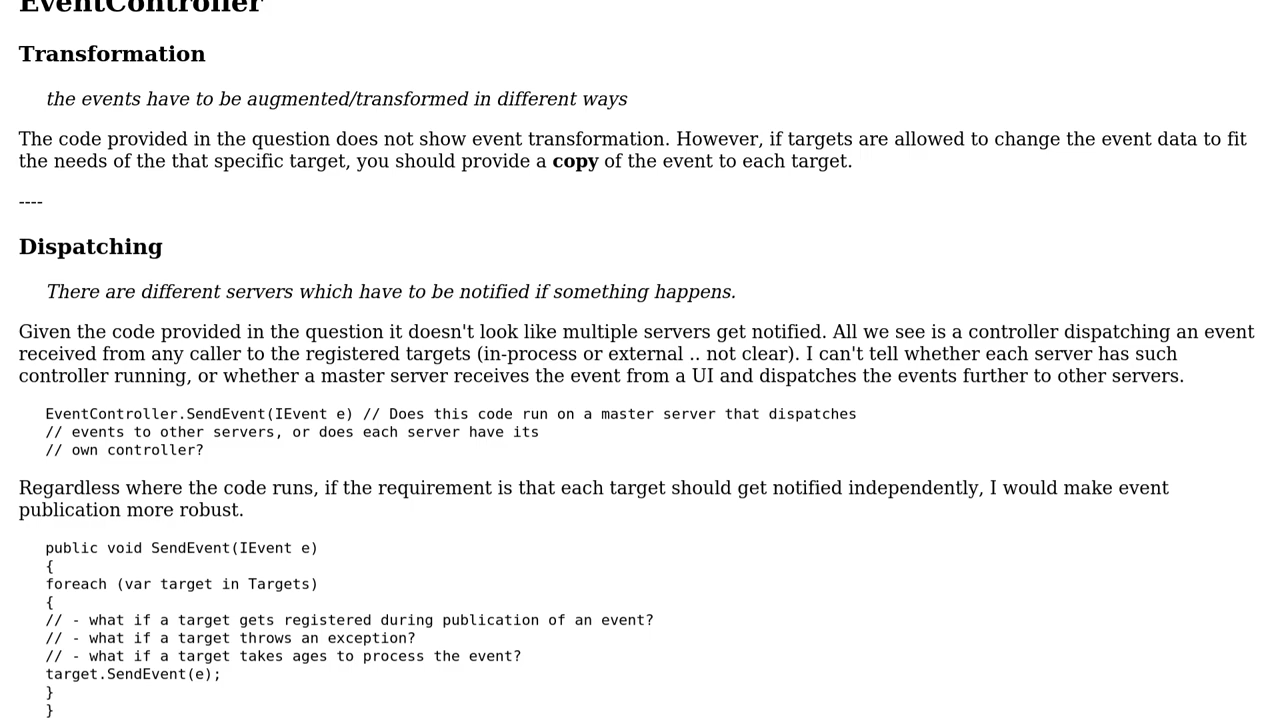 EventController
Transformation
the events have to be augmented/transformed in different ways
The code provided in the question does not show event transformation. However, if targets are allowed to change the event data to fit
the needs of the that specific target, you should provide a copy of the event to each target.
----
Dispatching
There are different servers which have to be notified if something happens.
Given the code provided in the question it doesn't look like multiple servers get notified. All we see is a controller dispatching an event
received from any caller to the registered targets (in-process or external .. not clear). I can't tell whether each server has such
controller running, or whether a master server receives the event from a UI and dispatches the events further to other servers.
EventController.SendEvent(IEvent e) // Does this code run on a master server that dispatches
// events to other servers, or does each server have its
// own controller?
Regardless where the code runs, if the requirement is that each target should get notified independently, I would make event
publication more robust.
public void SendEvent(IEvent e)
{
foreach (var target in Targets)
{
// - what if a target gets registered during publication of an event?
// - what if a target throws an exception?
// - what if a target takes ages to process the event?
target.SendEvent(e);
}
}